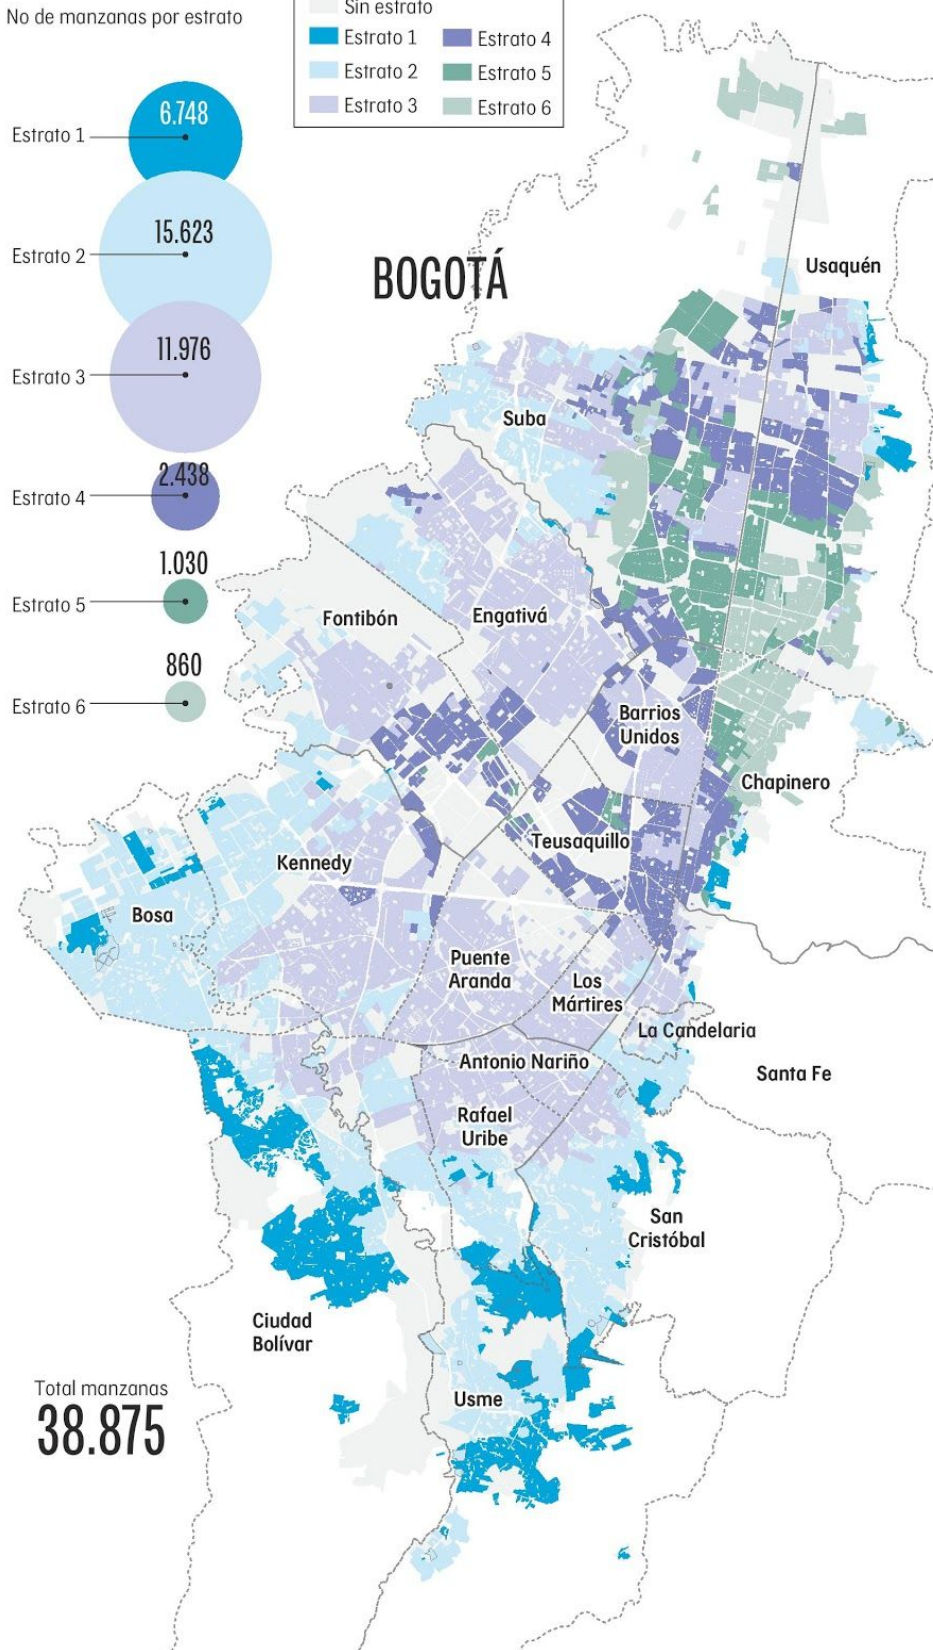 No de manzanas por estrato
Sin estrato
Estrato 1
Estrato 2
Estrato 3
Estrato 4
Estrato 5
Estrato 6
Estrato 1
6.748
Estrato 2
15.623
Estrato 3
11.976
Estrato 4
2.438
Estrato 5
1.030
Estrato 6
860
BOGOTÁ
Usaquén
Suba
Fontibón
Engativá
Barrios
Unidos
Chapinero
Teusaquillo
Kennedy
Bosa
Puente
Aranda
Los
Mártires
La Candelaria
Antonio Nariño
Santa Fe
Rafael
Uribe
San
Cristóbal
Ciudad
Bolívar
Usme
Total manzanas
38.875